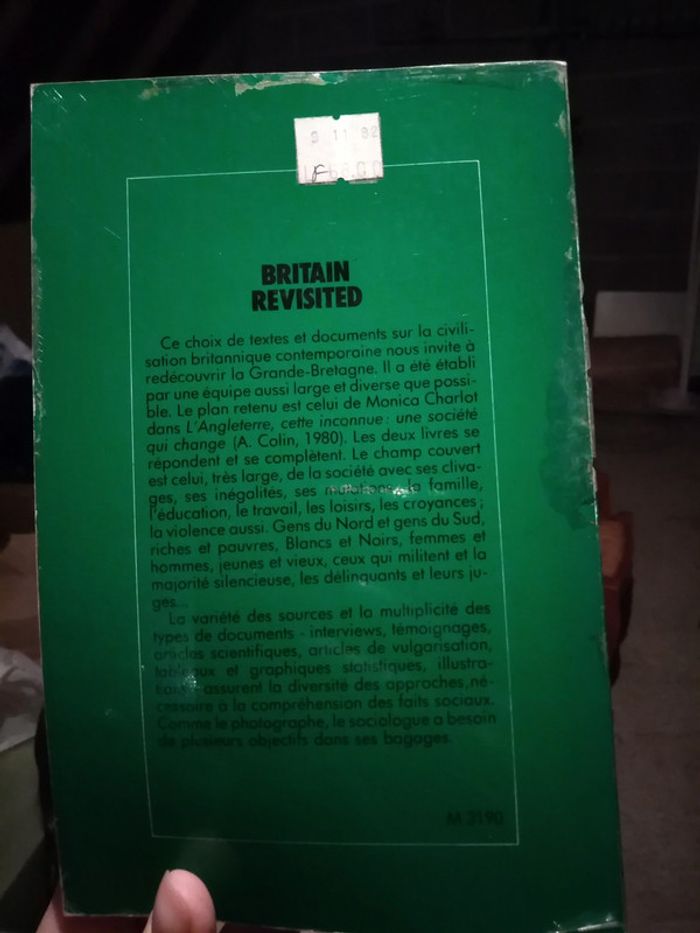 9 11 82
F68.00
BRITAIN
REVISITED
Ce choix de textes et documents sur la civili-
sation britannique contemporaine nous invite à
redécouvrir la Grande-Bretagne. Il a été établi
par une équipe aussi large et diverse que possi-
ble. Le plan retenu est celui de Monica Charlot
dans L'Angleterre, cette inconnue : une société
qui change (A. Colin, 1980). Les deux livres se
répondent et se complètent. Le champ couvert
est celui, très large, de la société avec ses cliva-
ges, ses inégalités, ses mutations, la famille,
l'éducation, le travail, les loisirs, les croyances ;
la violence aussi. Gens du Nord et gens du Sud,
riches et pauvres, Blancs et Noirs, femmes et
hommes, jeunes et vieux, ceux qui militent et la
majorité silencieuse, les délinquants et leurs ju-
ges...
La variété des sources et la multiplicité des
types de documents - interviews, témoignages,
articles scientifiques, articles de vulgarisation,
tableaux et graphiques statistiques, illustra-
tions - assurent la diversité des approches, né-
cessaire à la compréhension des faits sociaux.
Comme le photographe, le sociologue a besoin
de plusieurs objectifs dans ses bagages.
M 3190